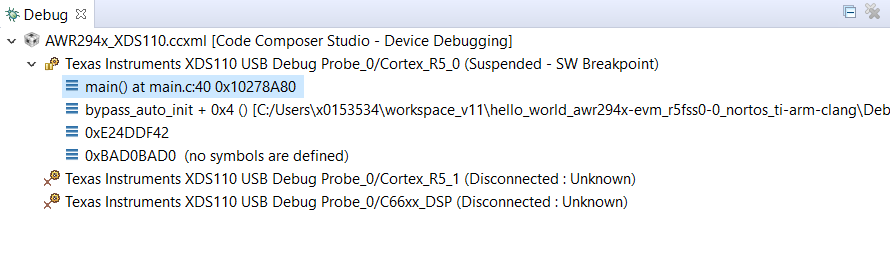 Debug
AWR294x_XDS110.ccxml [Code Composer Studio - Device Debugging]
Texas Instruments XDS110 USB Debug Probe_0/Cortex_R5_0 (Suspended - SW Breakpoint)
main() at main.c:40 0x10278A80
bypass_auto_init + 0x4 () [C:/Users\x0153534\workspace_v11\hello_world_awr294x-evm_r5fss0-0_nortos_ti-arm-clang\Deb
0xE24DDF42
0xBAD0BAD0 (no symbols are defined)
Texas Instruments XDS110 USB Debug Probe_0/Cortex_R5_1 (Disconnected : Unknown)
Texas Instruments XDS110 USB Debug Probe_0/C66xx_DSP (Disconnected : Unknown)